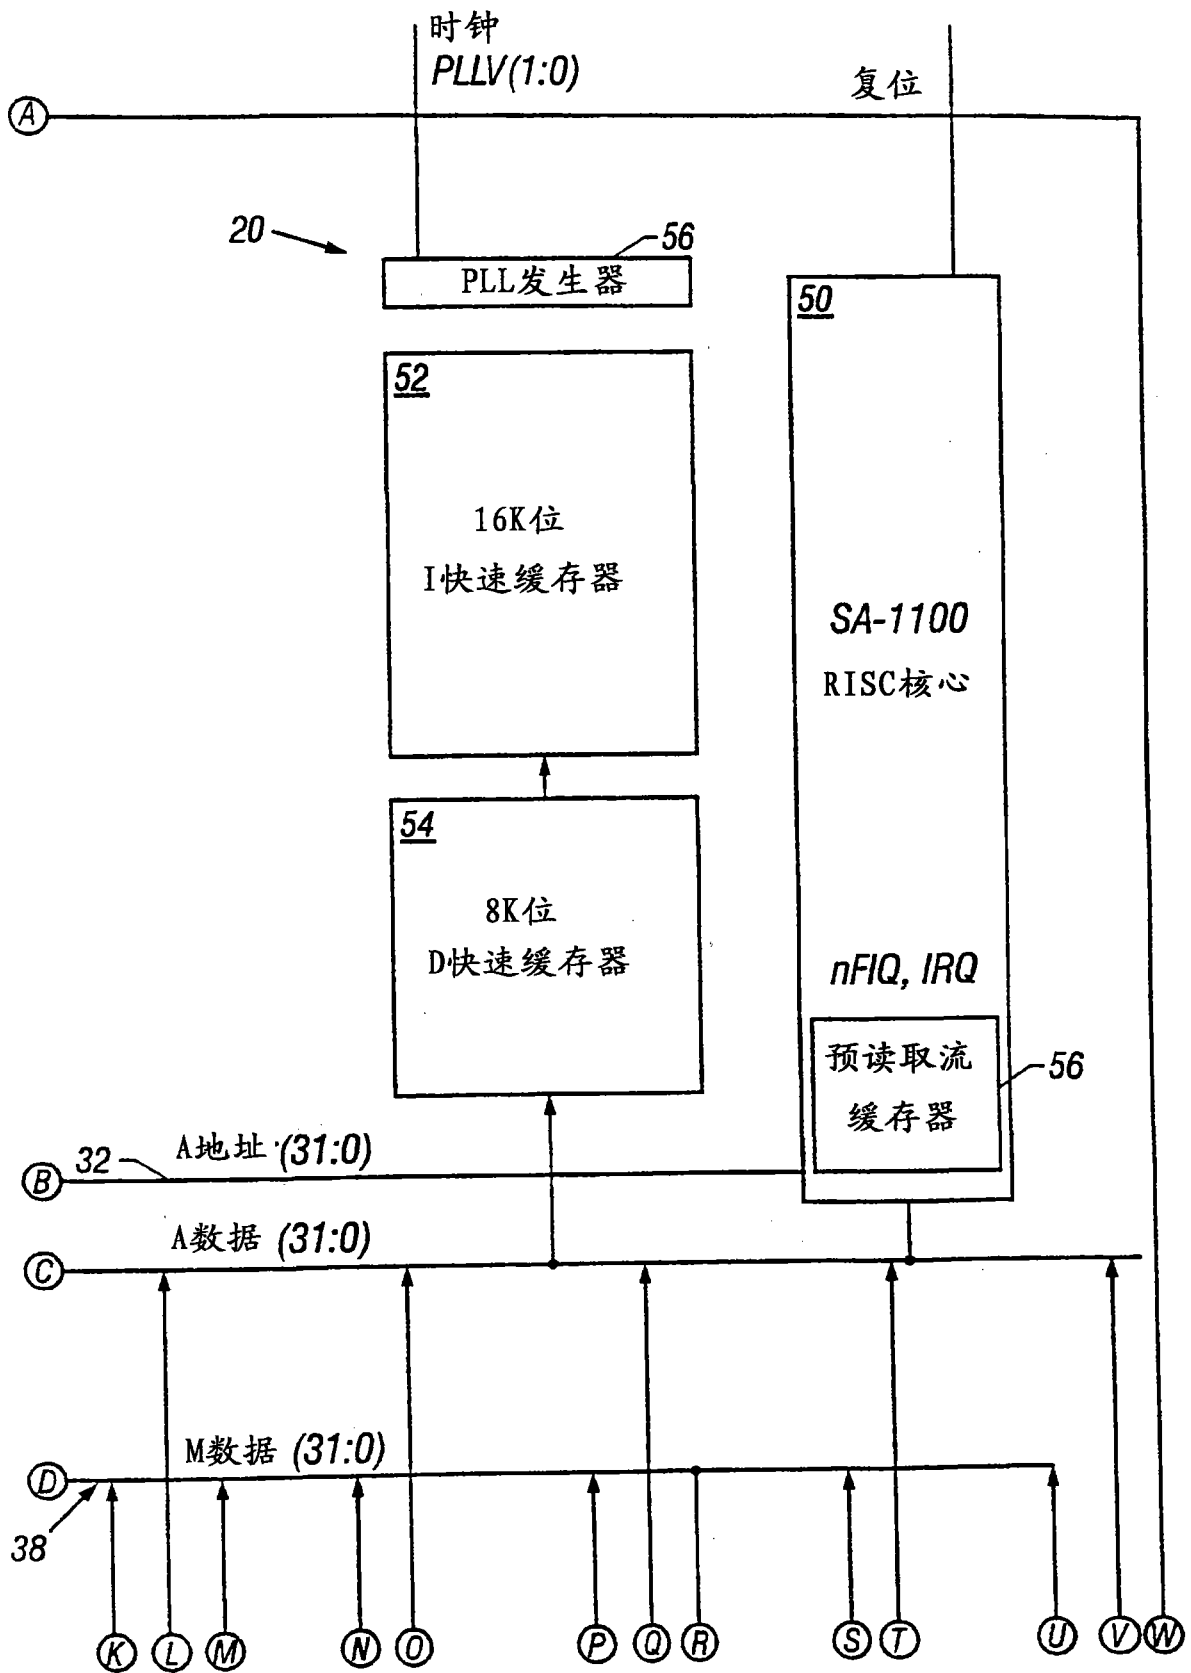 时钟
PLLV(1:0)
复位
A
20
56
PLL发生器
50
52
16K位
I快速缓存器
SA-1100
RISC核心
54
8K位
D快速缓存器
nFIQ, IRQ
预读取流
缓存器
56
A地址 (31:0)
32
B
A数据 (31:0)
C
M数据 (31:0)
D
38
K L M N O P Q R S T U V W